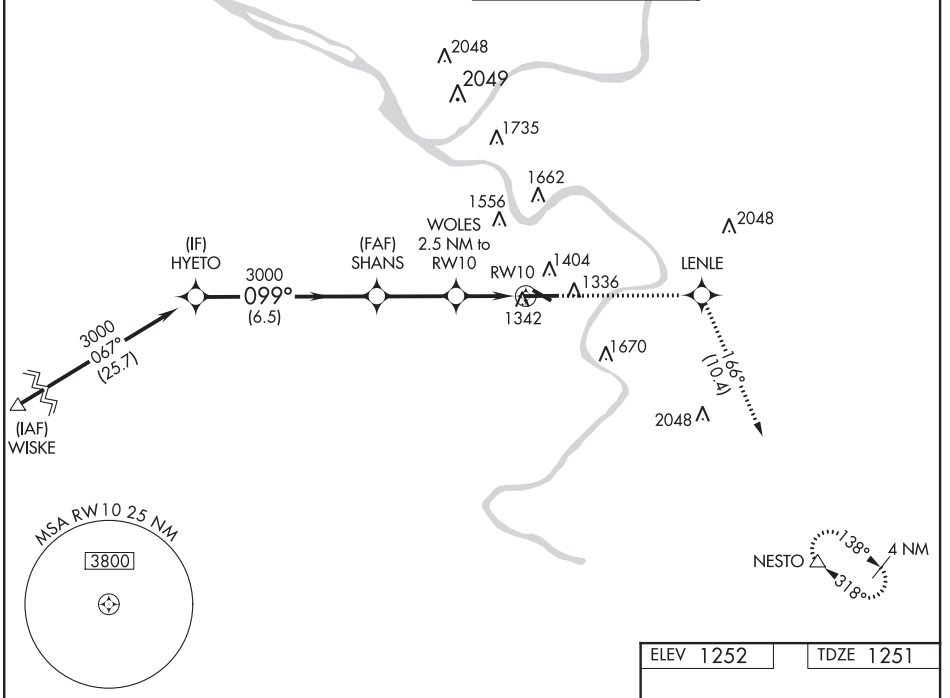 2048
2049
1735
1662
1556
WOLES
2.5 NM to
RW10
2048
(IF)
HYETO
(FAF)
SHANS
RW10
1404
1336
LENLE
3000
099°
(6.5)
1342
3000
067°
(25.7)
1670
166°
(10.4)
2048
(IAF)
WISKE
MSA RW10 25 NM
3800
NESTO
138°
4 NM
318°
ELEV 1252
TDZE 1251